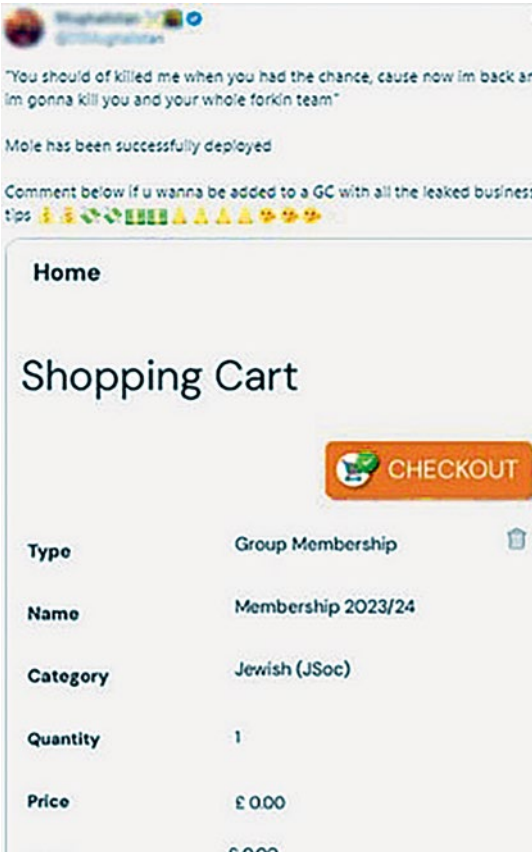 "You should of killed me when you had the chance, cause now im back an
im gonna kill you and your whole forkin team"
Mole has been successfully deployed
Comment below if u wanna be added to a GC with all the leaked business
tips
Home
Shopping Cart
CHECKOUT
Type Group Membership
Name Membership 2023/24
Category Jewish (JSoc)
Quantity 1
Price £ 0.00